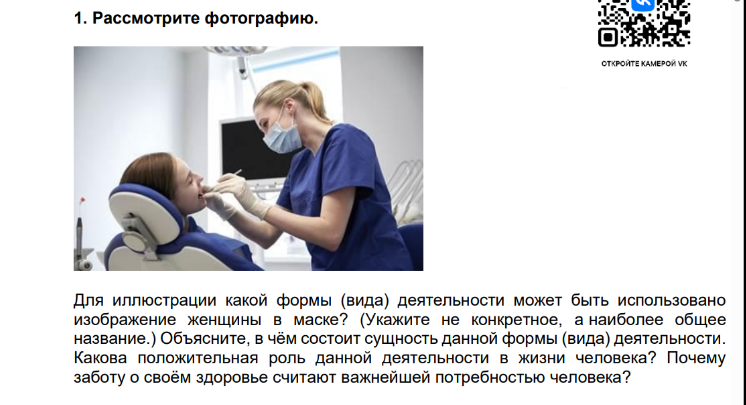 1. Рассмотрите фотографию.
ОТКРОЙТЕ КАМЕРОЙ VK
Для иллюстрации какой формы (вида) деятельности может быть использовано
изображение женщины в маске? (Укажите не конкретное, а наиболее общее
название.) Объясните, в чём состоит сущность данной формы (вида) деятельности.
Какова положительная роль данной деятельности в жизни человека? Почему
заботу о своём здоровье считают важнейшей потребностью человека?